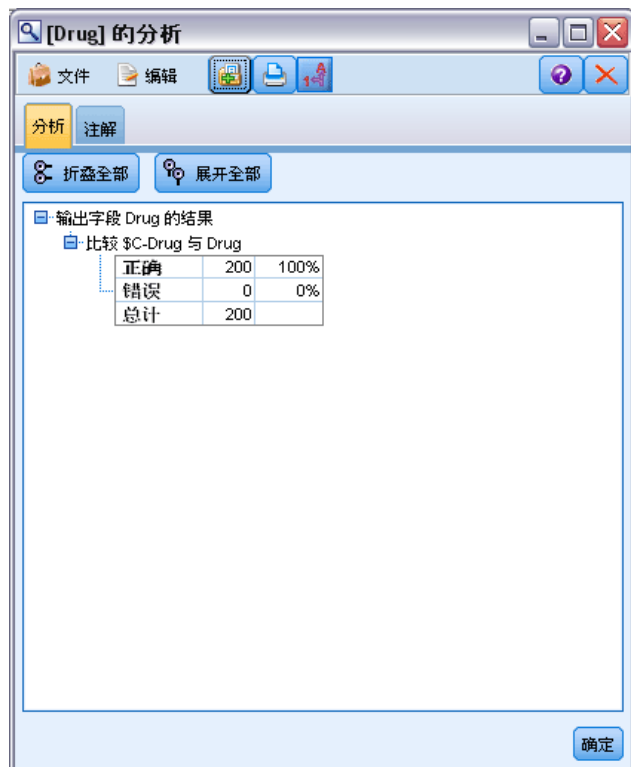 [Drug] 的分析
文件 编辑
分析 注解
折叠全部 展开全部
输出字段 Drug 的结果
比较 $C-Drug 与 Drug
正确 200 100%
错误 0 0%
总计 200
确定